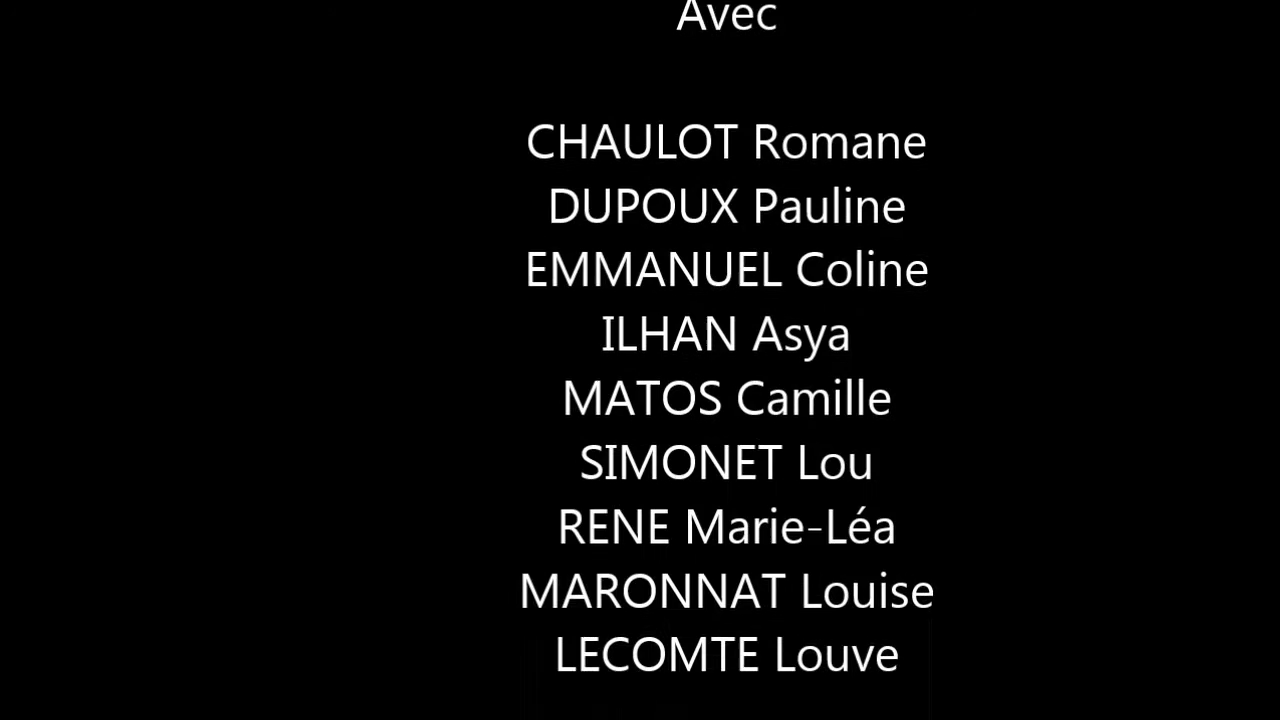 Avec
CHAULOT Romane
DUPOUX Pauline
EMMANUEL Coline
ILHAN Asya
MATOS Camille
SIMONET Lou
RENE Marie-Léa
MARONNAT Louise
LECOMTE Louve